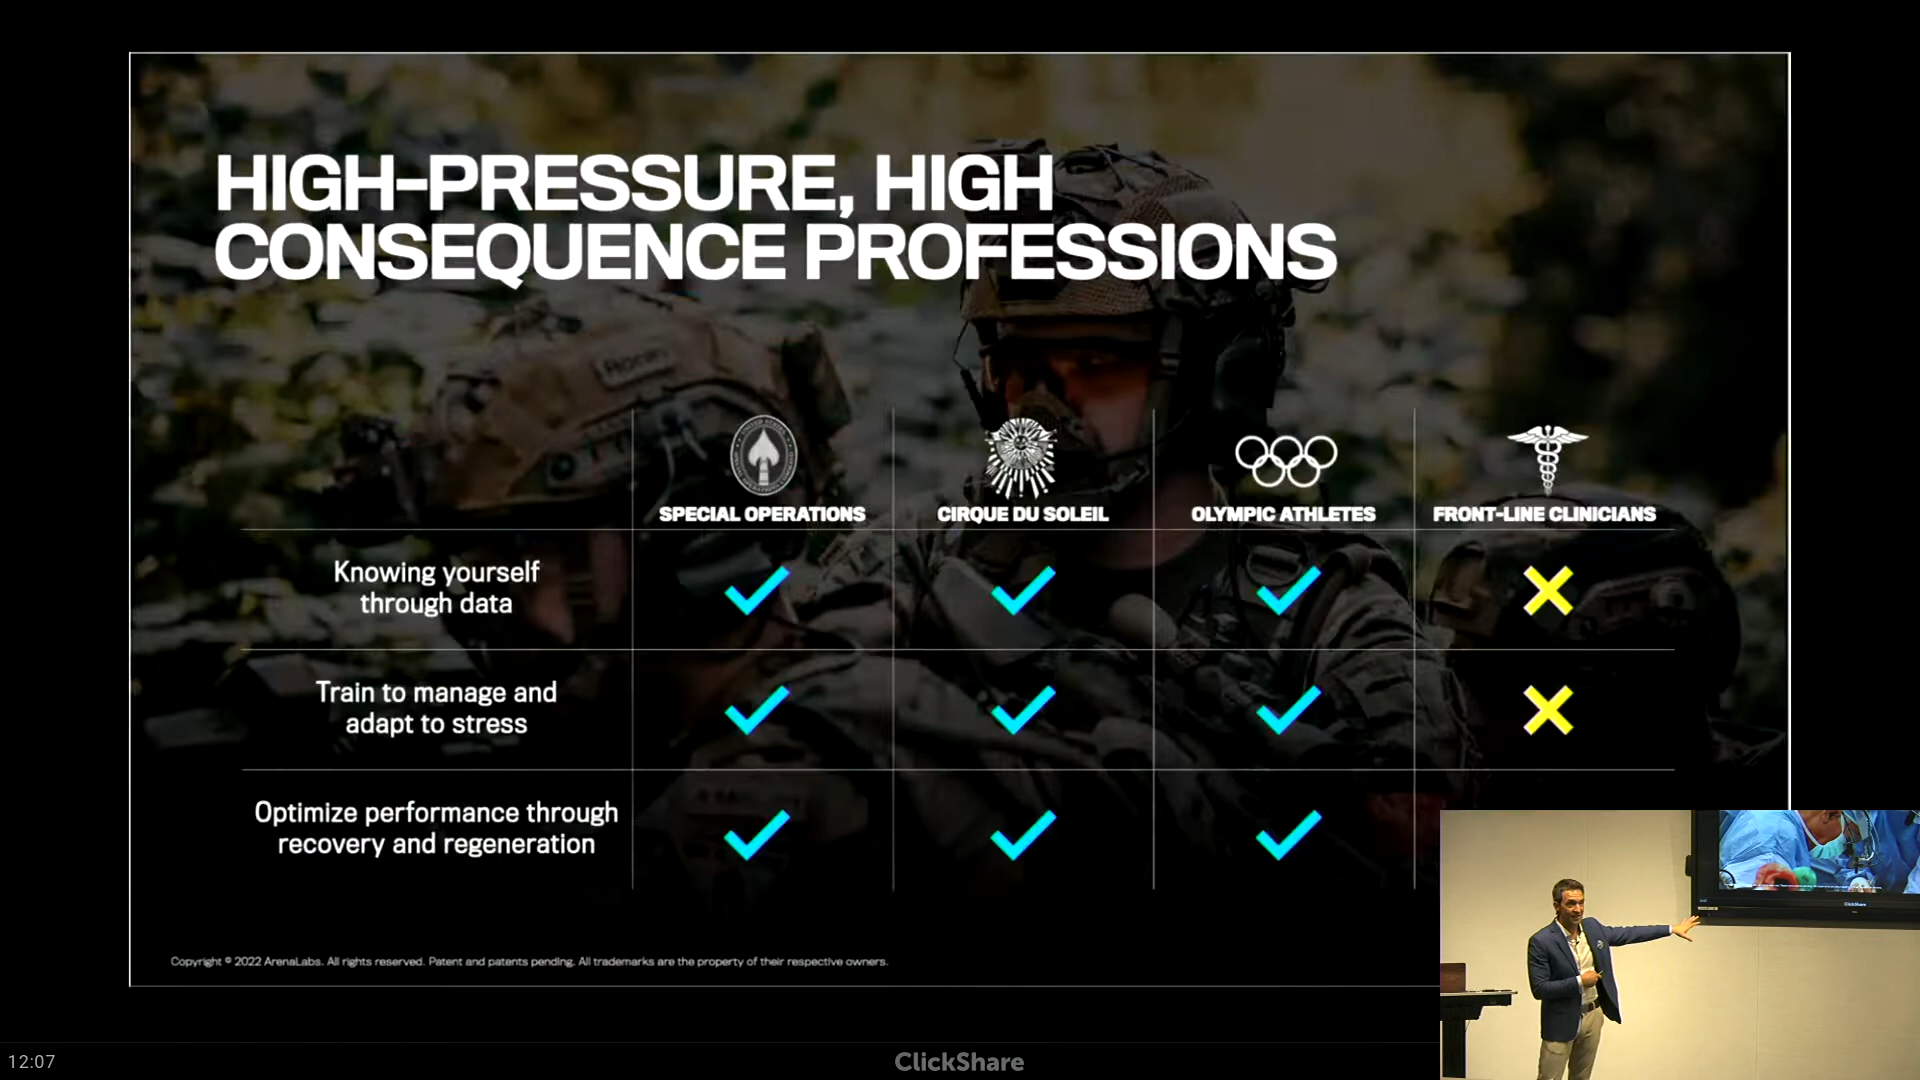 HIGH-PRESSURE, HIGH
CONSEQUENCE PROFESSIONS
Ronin
SPECIAL OPERATIONS
CIRQUE DU SOLEIL
OLYMPIC ATHLETES
FRONT-LINE CLINICIANS
Knowing yourself
through data
Train to manage and
adapt to stress
Optimize performance through
recovery and regeneration
Copyright © 2022 ArenaLabs. All rights reserved. Patent and patents pending. All trademarks are the property of their respective owners.
12:07
ClickShare
ClickShare